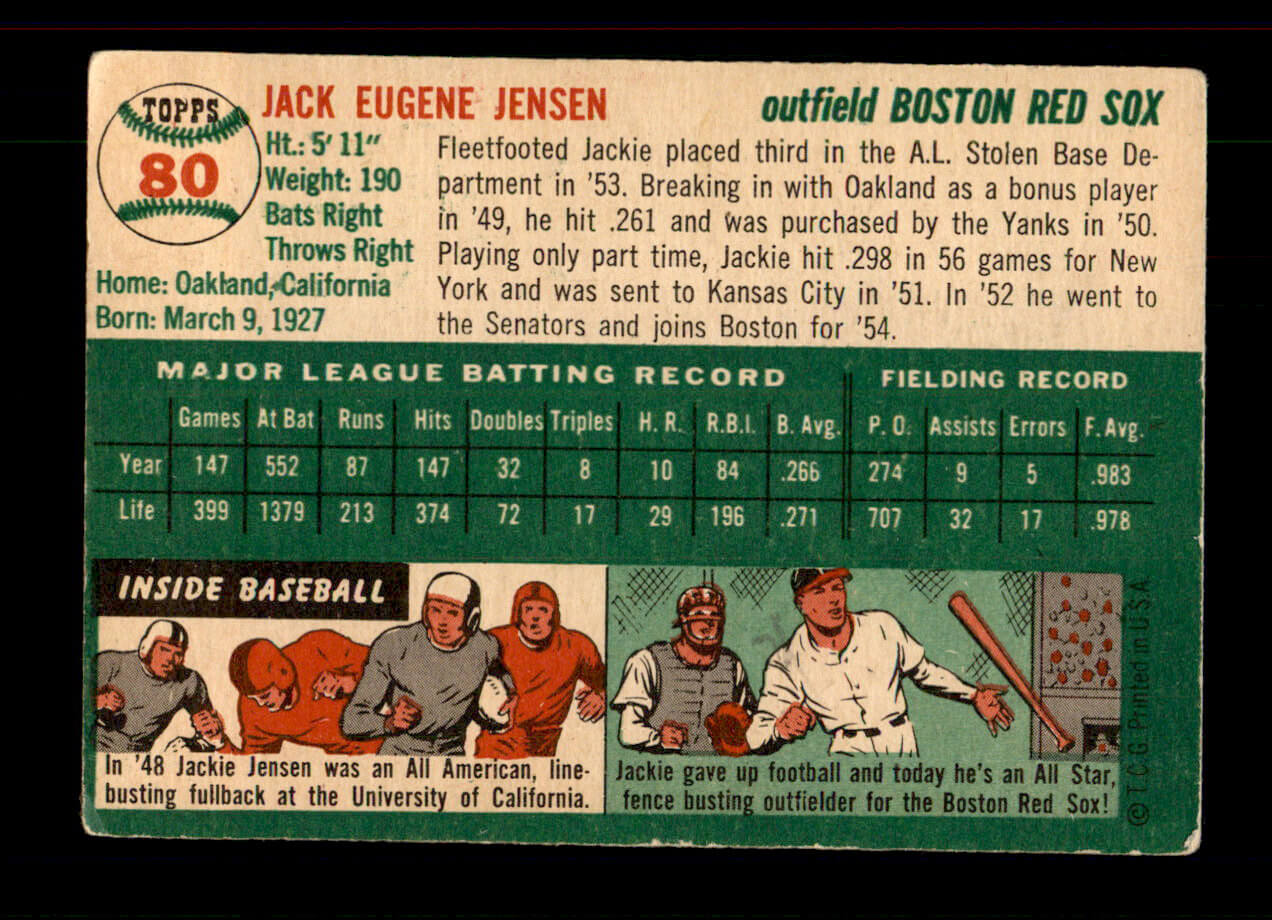 TOPPS
80
JACK EUGENE JENSEN
outfield BOSTON RED SOX
Ht.: 5' 11"
Weight: 190
Bats Right
Throws Right
Home: Oakland, California
Born: March 9, 1927
Fleetfooted Jackie placed third in the A.L. Stolen Base De-
partment in '53. Breaking in with Oakland as a bonus player
in '49, he hit .261 and was purchased by the Yanks in '50.
Playing only part time, Jackie hit .298 in 56 games for New
York and was sent to Kansas City in '51. In '52 he went to
the Senators and joins Boston for '54.
MAJOR LEAGUE BATTING RECORD FIELDING RECORD
Games At Bat Runs Hits Doubles Triples H. R. R.B.I. B. Avg. P. O. Assists Errors F. Avg.
Year 147 552 87 147 32 8 10 84 .266 274 9 5 .983
Life 399 1379 213 374 72 17 29 196 .271 707 32 17 .978
INSIDE BASEBALL
In '48 Jackie Jensen was an All American, line-
busting fullback at the University of California.
Jackie gave up football and today he's an All Star,
fence busting outfielder for the Boston Red Sox!
© T.C.G. Printed in U.S.A.